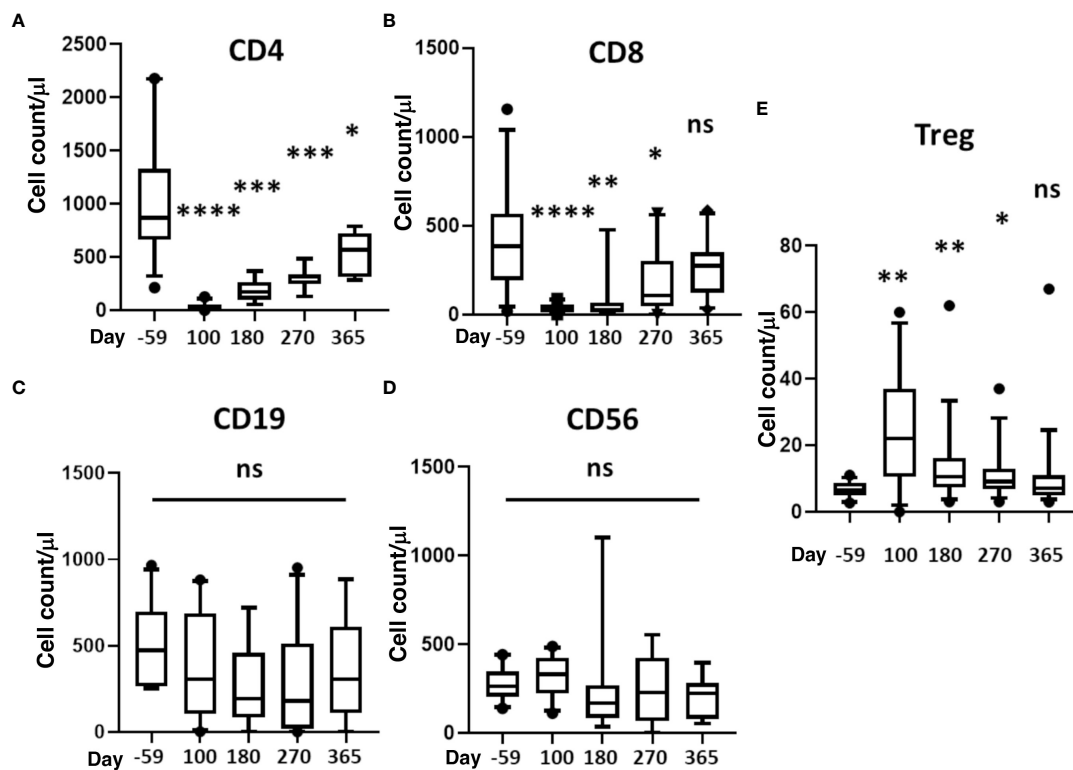 A
CD4
Cell count/μl
2500
2000
1500
1000
500
0
****
***
***
*
Day -59 100 180 270 365
B
CD8
Cell count/μl
1500
1000
500
0
****
**
*
ns
Day -59 100 180 270 365
C
CD19
ns
Cell count/μl
1500
1000
500
0
Day -59 100 180 270 365
D
CD56
ns
Cell count/μl
1500
1000
500
0
Day -59 100 180 270 365
E
Treg
Cell count/μl
80
60
40
20
0
**
**
*
ns
Day -59 100 180 270 365